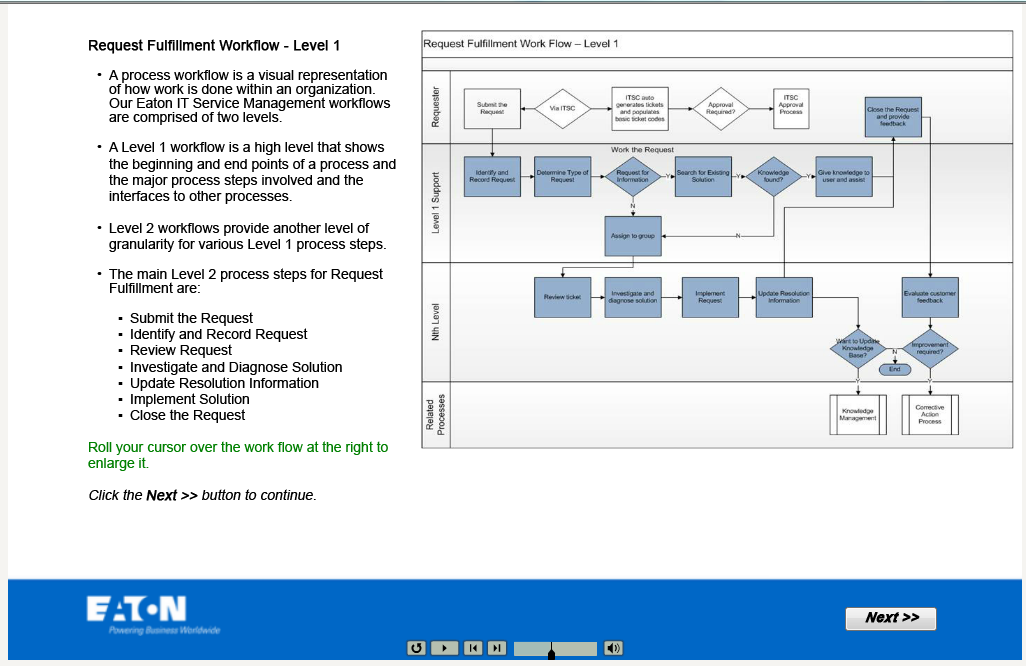 Request Fulfillment Workflow - Level 1
• A process workflow is a visual representation
of how work is done within an organization.
Our Eaton IT Service Management workflows
are comprised of two levels.
• A Level 1 workflow is a high level that shows
the beginning and end points of a process and
the major process steps involved and the
interfaces to other processes.
• Level 2 workflows provide another level of
granularity for various Level 1 process steps.
• The main Level 2 process steps for Request
Fulfillment are:
▪ Submit the Request
▪ Identify and Record Request
▪ Review Request
▪ Investigate and Diagnose Solution
▪ Update Resolution Information
▪ Implement Solution
▪ Close the Request
Roll your cursor over the work flow at the right to
enlarge it.
Click the Next >> button to continue.
Request Fulfillment Work Flow – Level 1
Requester
Submit the
Request
Via ITSC
ITSC auto
generates tickets
and populates
basic ticket codes
Approval
Required?
ITSC
Approval
Process
Close the Request
and provide
feedback
Level 1 Support
Work the Request
Identify and
Record Request
Determine Type of
Request
Request for
Information
Y
Search for Existing
Solution
Y
Knowledge
found?
Y
Give knowledge to
user and assist
N
Assign to group
N
Nth Level
Review ticket
Investigate and
diagnose solution
Implement
Request
Update Resolution
Information
Evaluate customer
feedback
Want to Update
Knowledge
Base?
N
Improvement
required?
End
Y
Y
Related
Processes
Knowledge
Management
Corrective
Action
Process
EATON
Powering Business Worldwide
Next >>